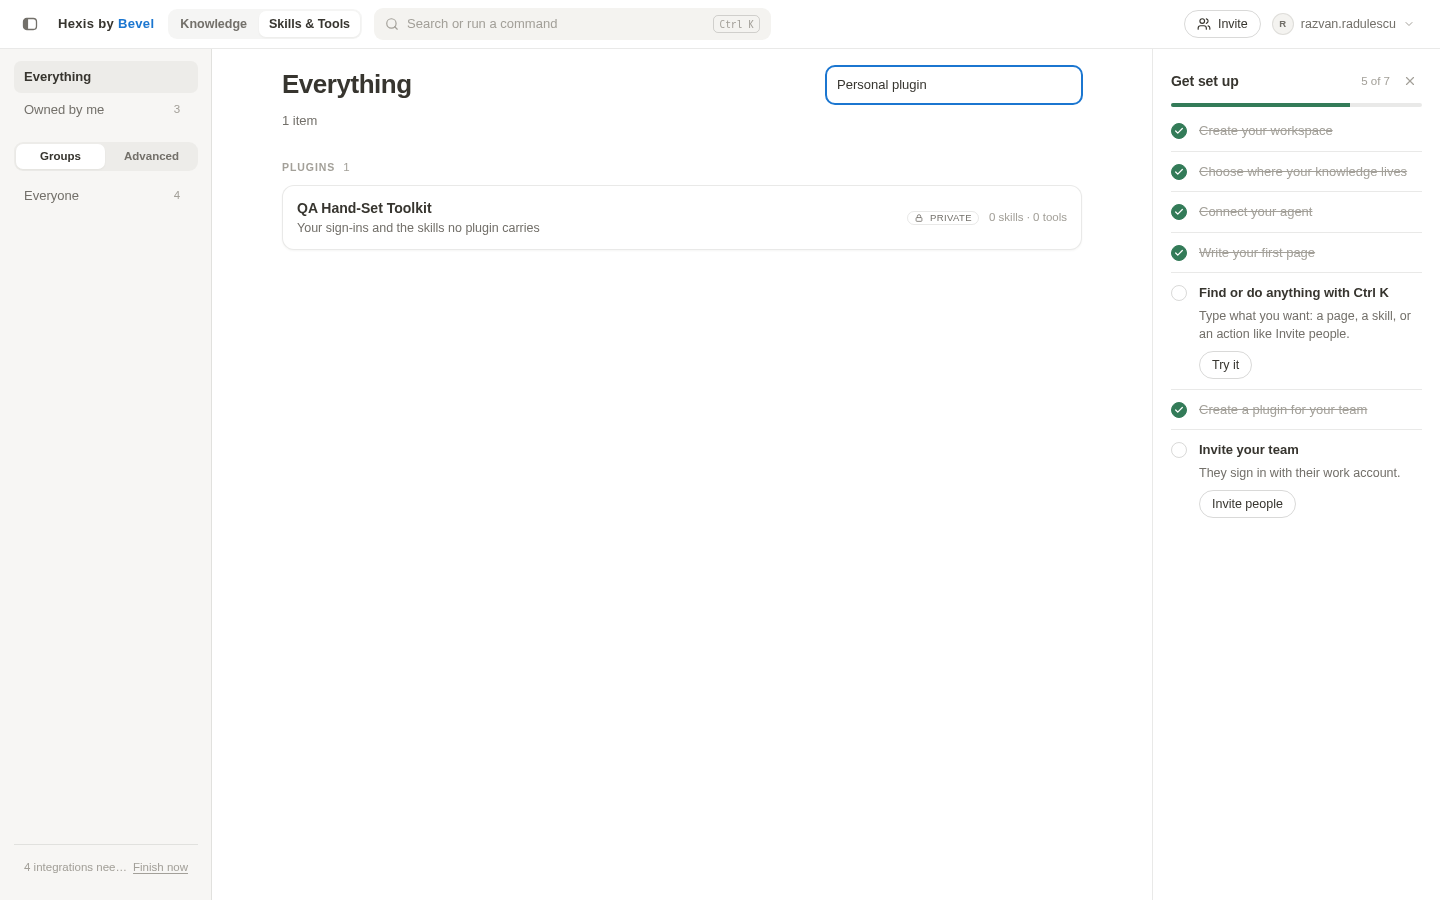 Hexis by Bevel
Knowledge
Skills & Tools
Search or run a command
Ctrl K
Invite
R
razvan.radulescu
Everything
Owned by me 3
Groups
Advanced
Everyone 4
4 integrations nee… Finish now
Everything
Personal plugin
1 item
PLUGINS 1
QA Hand-Set Toolkit
Your sign-ins and the skills no plugin carries
PRIVATE
0 skills · 0 tools
Get set up
5 of 7
Create your workspace
Choose where your knowledge lives
Connect your agent
Write your first page
Find or do anything with Ctrl K
Type what you want: a page, a skill, or
an action like Invite people.
Try it
Create a plugin for your team
Invite your team
They sign in with their work account.
Invite people